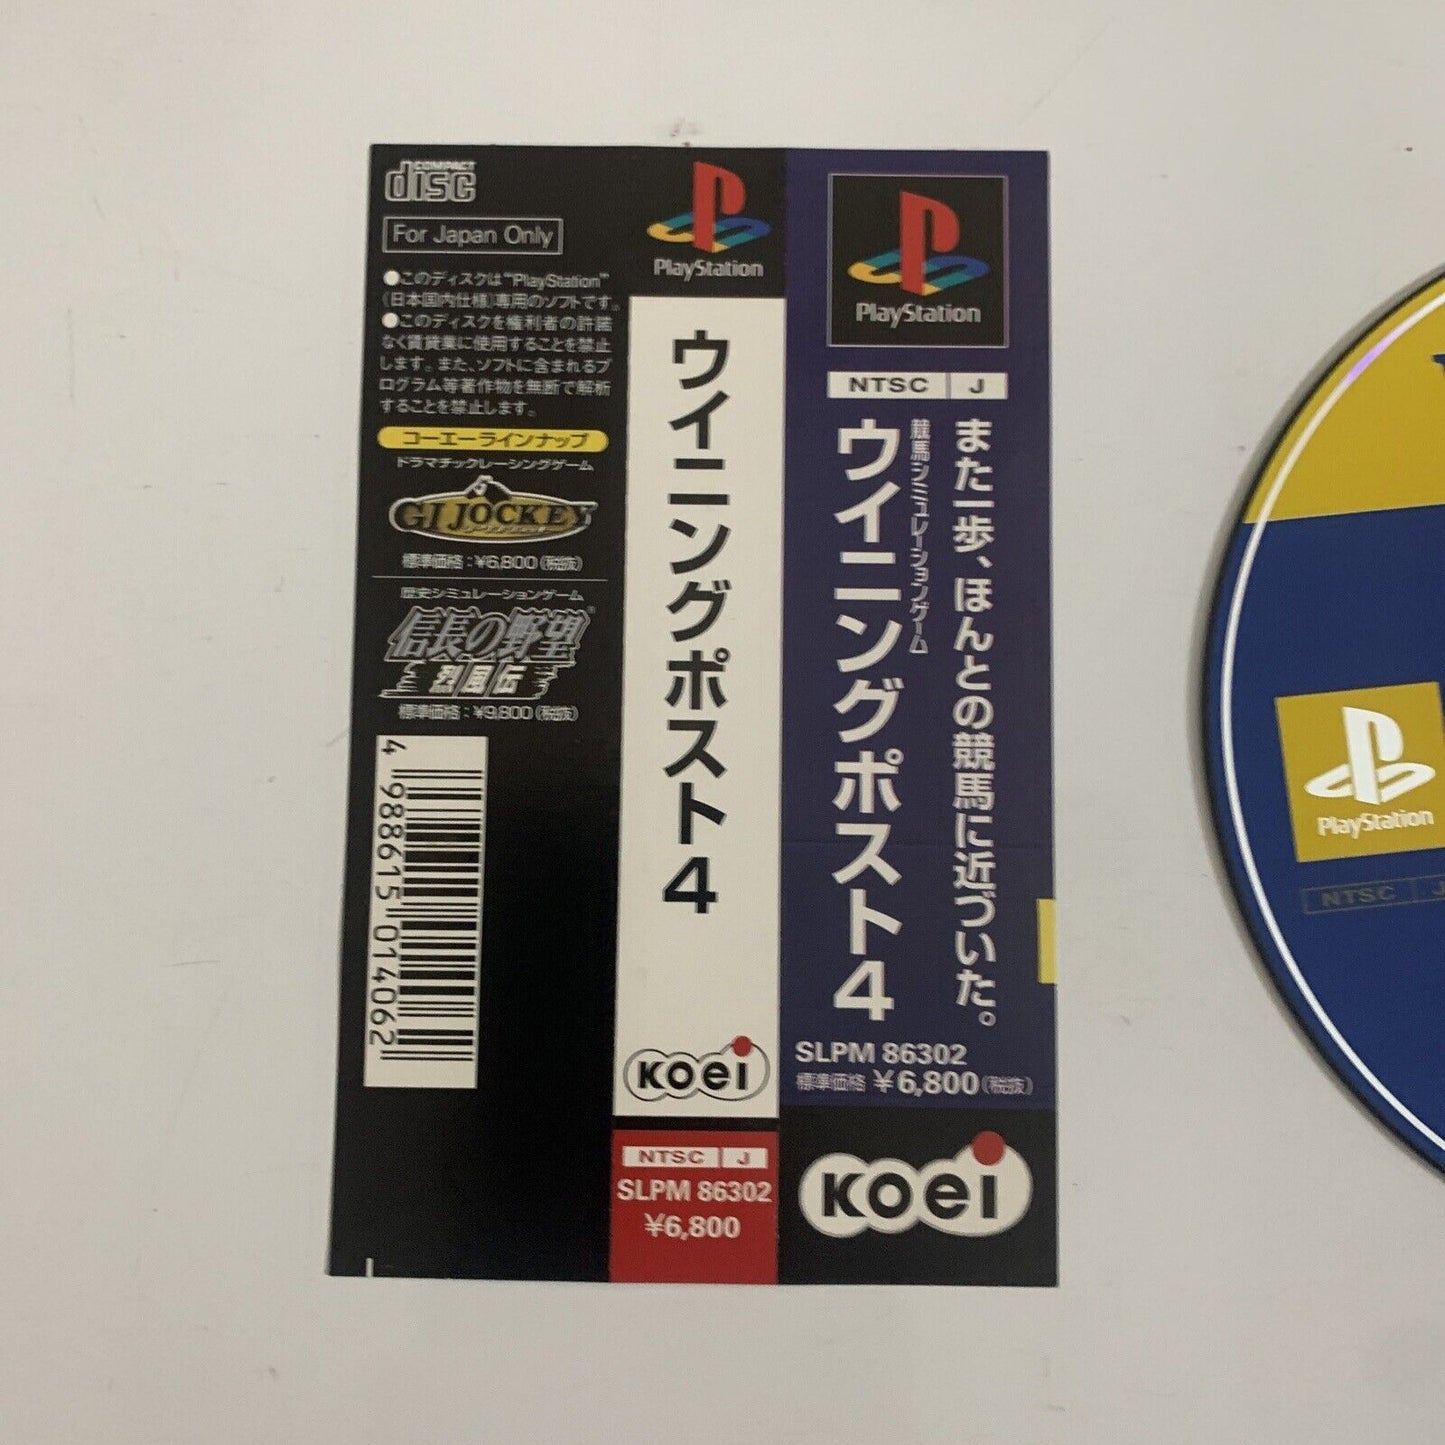 COMPACT
disc
For Japan Only
●このディスクは“PlayStation”
(日本国内仕様)専用のソフトです。
●このディスクを権利者の許諾
なく賃貸業に使用することを禁止
します。また、ソフトに含まれるプ
ログラム等著作物を無断で解析
することを禁止します。
コーエーラインナップ
ドラマチックレーシングゲーム
GI JOCKEY
標準価格：¥6,800(税抜)
歴史シミュレーションゲーム
信長の野望®
烈風伝
標準価格：¥9,800(税抜)
4 988615 014062
PlayStation
ウイニングポスト4
KOEI
NTSC J
SLPM 86302
¥6,800
PlayStation
NTSC J
また一歩、ほんとの競馬に近づいた。
競馬シミュレーションゲーム
ウイニングポスト4
SLPM 86302
標準価格 ¥6,800(税抜)
KOEI
PlayStation
NTSC J